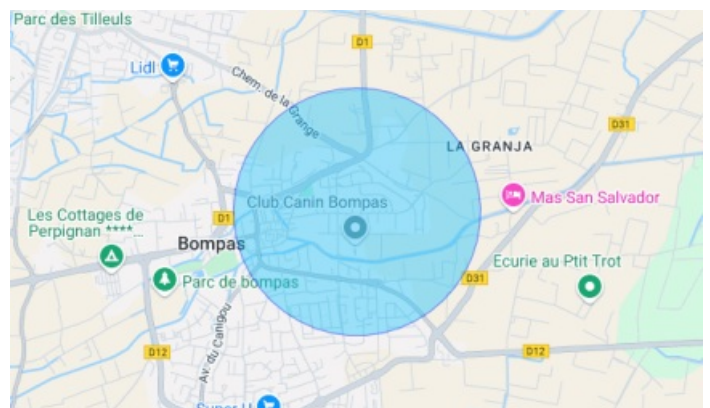 Parc des Tilleuls
D1
Lidl
Chem. de la Grange
D31
LA GRANJA
Club Canin Bompas
Mas San Salvador
Les Cottages de
Perpignan ****...
D1
Bompas
Ecurie au Ptit Trot
Parc de bompas
D31
Av. du Canigou
D12
D12
Super U